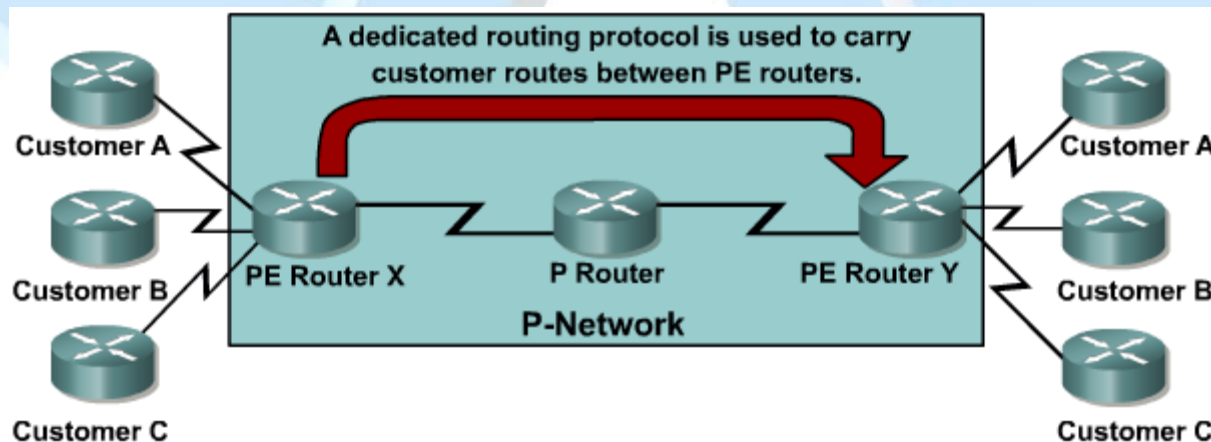 A dedicated routing protocol is used to carry
customer routes between PE routers.
Customer A
Customer A
PE Router X
P Router
PE Router Y
Customer B
Customer B
P-Network
Customer C
Customer C